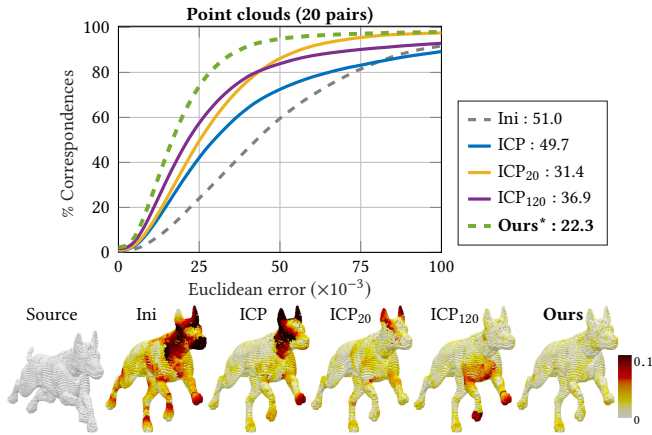 Point clouds (20 pairs)
% Correspondences
100
80
60
40
20
0
0 25 50 75 100
Euclidean error (×10⁻³)
Ini : 51.0
ICP : 49.7
ICP₂₀ : 31.4
ICP₁₂₀ : 36.9
Ours* : 22.3
Source Ini ICP ICP₂₀ ICP₁₂₀ Ours
0.1
0